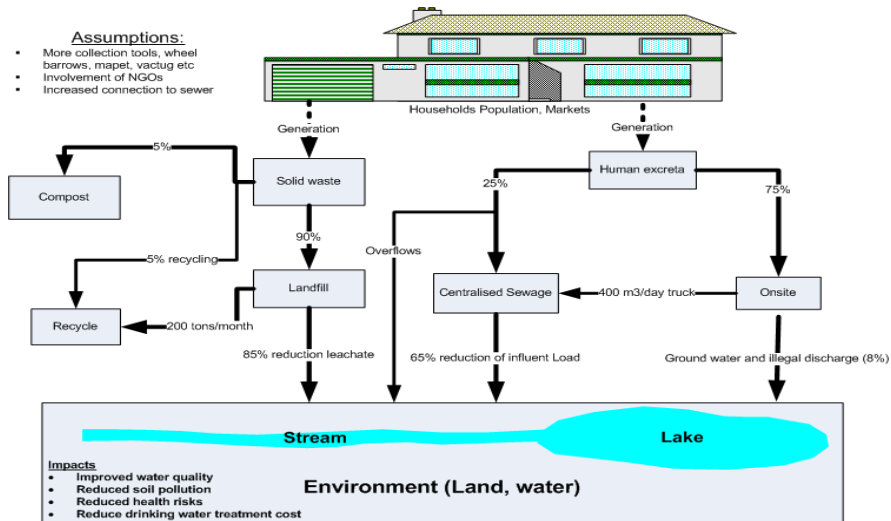 Assumptions:
More collection tools, wheel
barrows, mapet, vactug etc
Involvement of NGOs
Increased connection to sewer
Households Population, Markets
Generation
Generation
5%
Solid waste
Human excreta
Compost
25%
75%
90%
Overflows
5% recycling
Landfill
Centralised Sewage
400 m3/day truck
Onsite
Recycle
200 tons/month
85% reduction leachate
65% reduction of influent Load
Ground water and illegal discharge (8%)
Stream
Lake
Impacts
Improved water quality
Reduced soil pollution
Reduced health risks
Reduce drinking water treatment cost
Environment (Land, water)